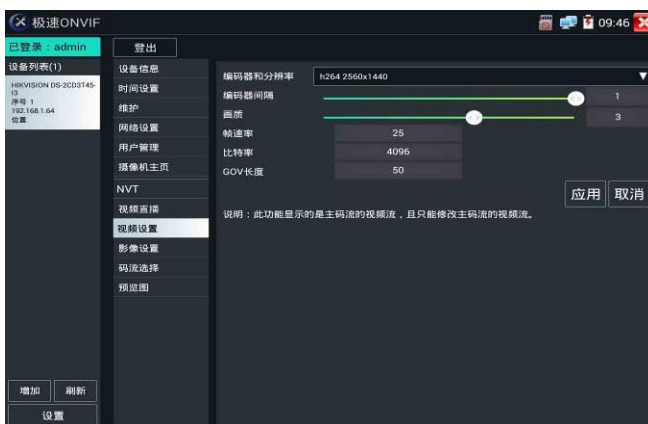 极速ONVIF
09:46
已登录：admin
登出
设备列表(1)
HIKVISION DS-2CD3T45-I3
序号 1
192.168.1.64
位置
设备信息
时间设置
维护
网络设置
用户管理
摄像机主页
NVT
视频直播
视频设置
影像设置
码流选择
预览图
编码器和分辨率 h264 2560x1440
编码器间隔 1
画质 3
帧速率 25
比特率 4096
GOV长度 50
应用 取消
说明：此功能显示的是主码流的视频流，且只能修改主码流的视频流。
增加 刷新
设置